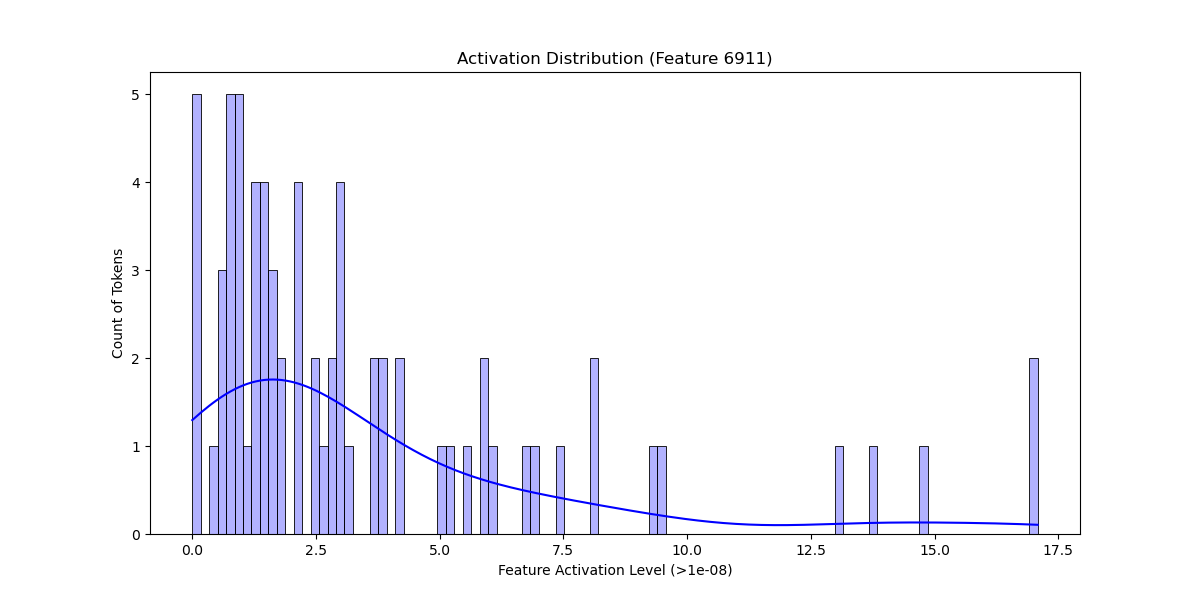 Activation Distribution (Feature 6911)
Count of Tokens
5
4
3
2
1
0
0.0 2.5 5.0 7.5 10.0 12.5 15.0 17.5
Feature Activation Level (>1e-08)